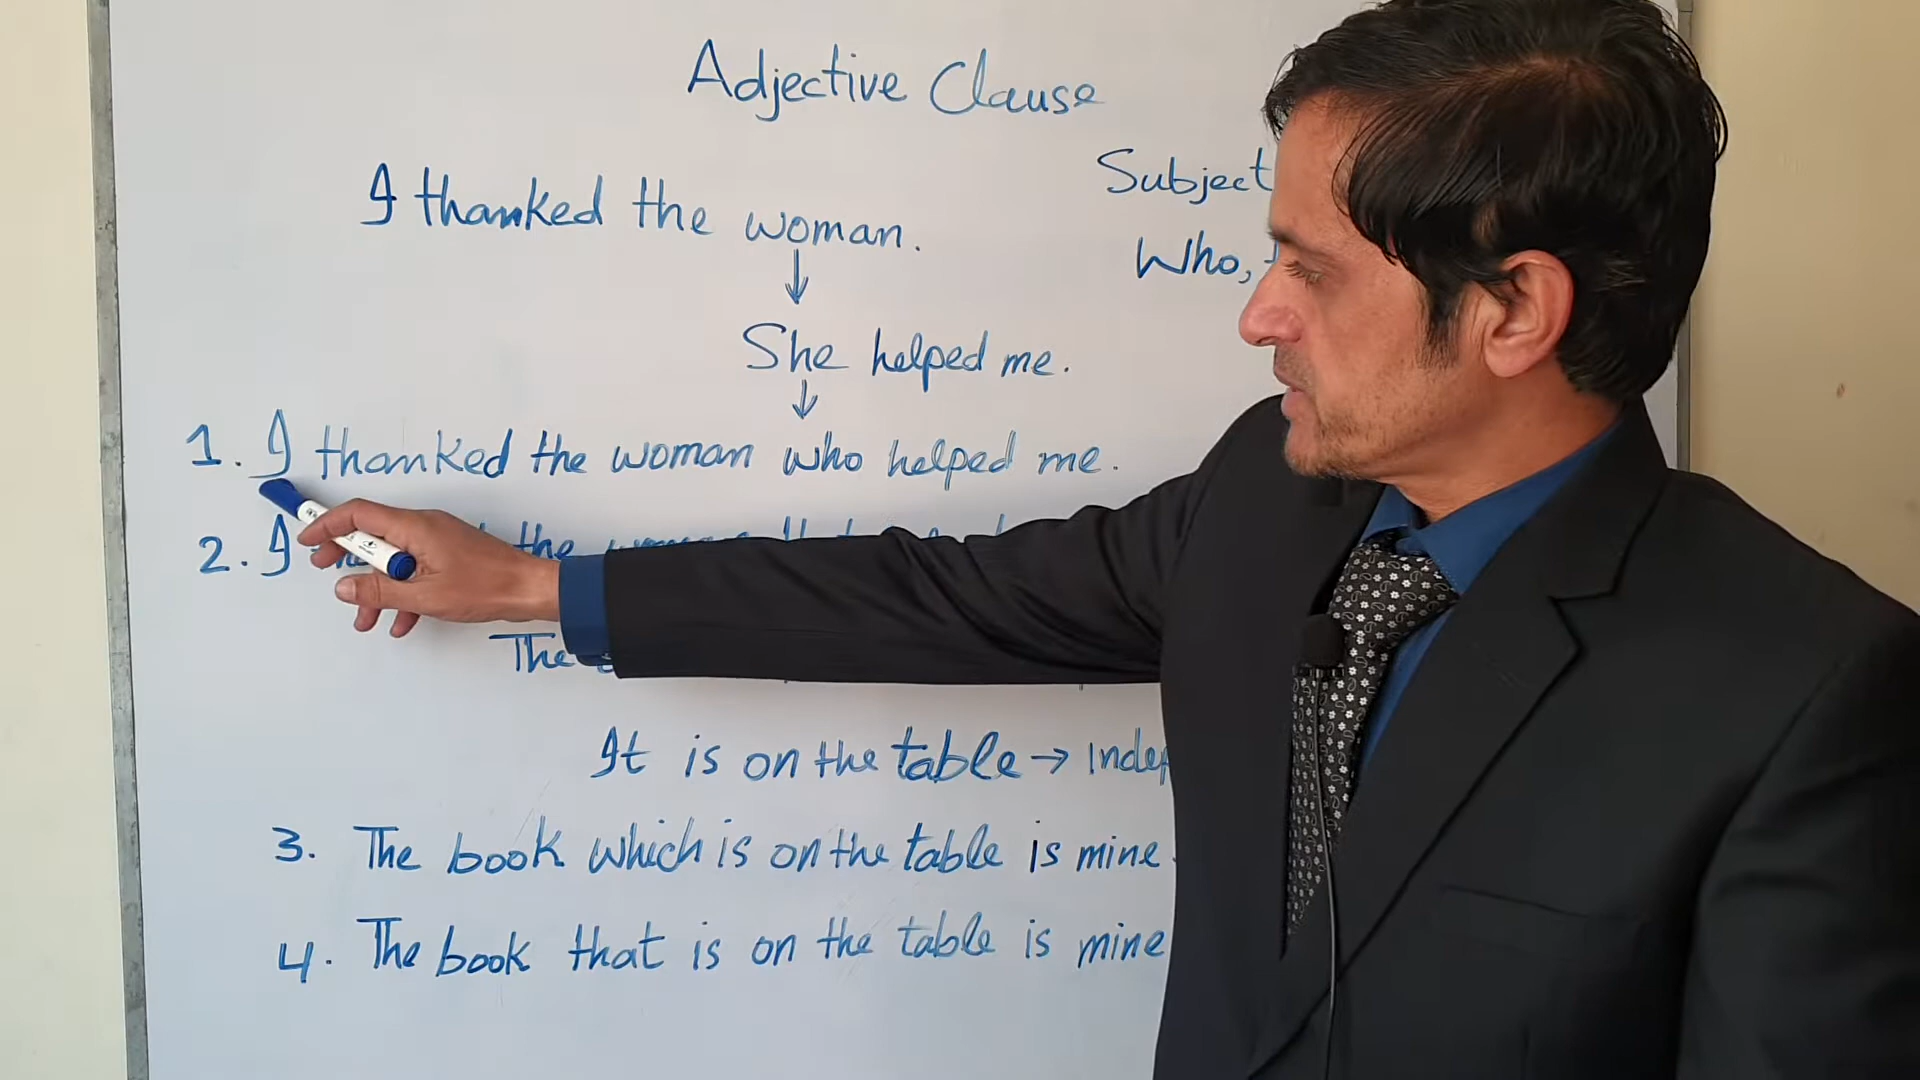 Adjective Clause
Subject
Who,
I thanked the woman.
↓
She helped me.
↓
1. I thanked the woman who helped me.
2. I the
The
It is on the table →
3. The book which is on the table is mine.
4. The book that is on the table is mine